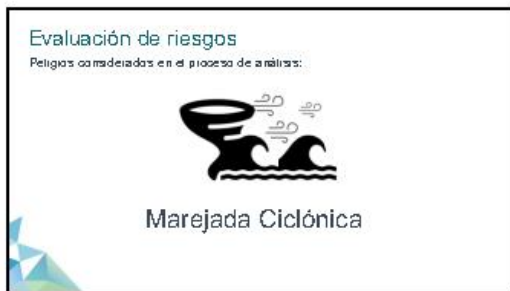 Evaluación de riesgos
Peligros considerados en el proceso de análisis:
Marejada Ciclónica